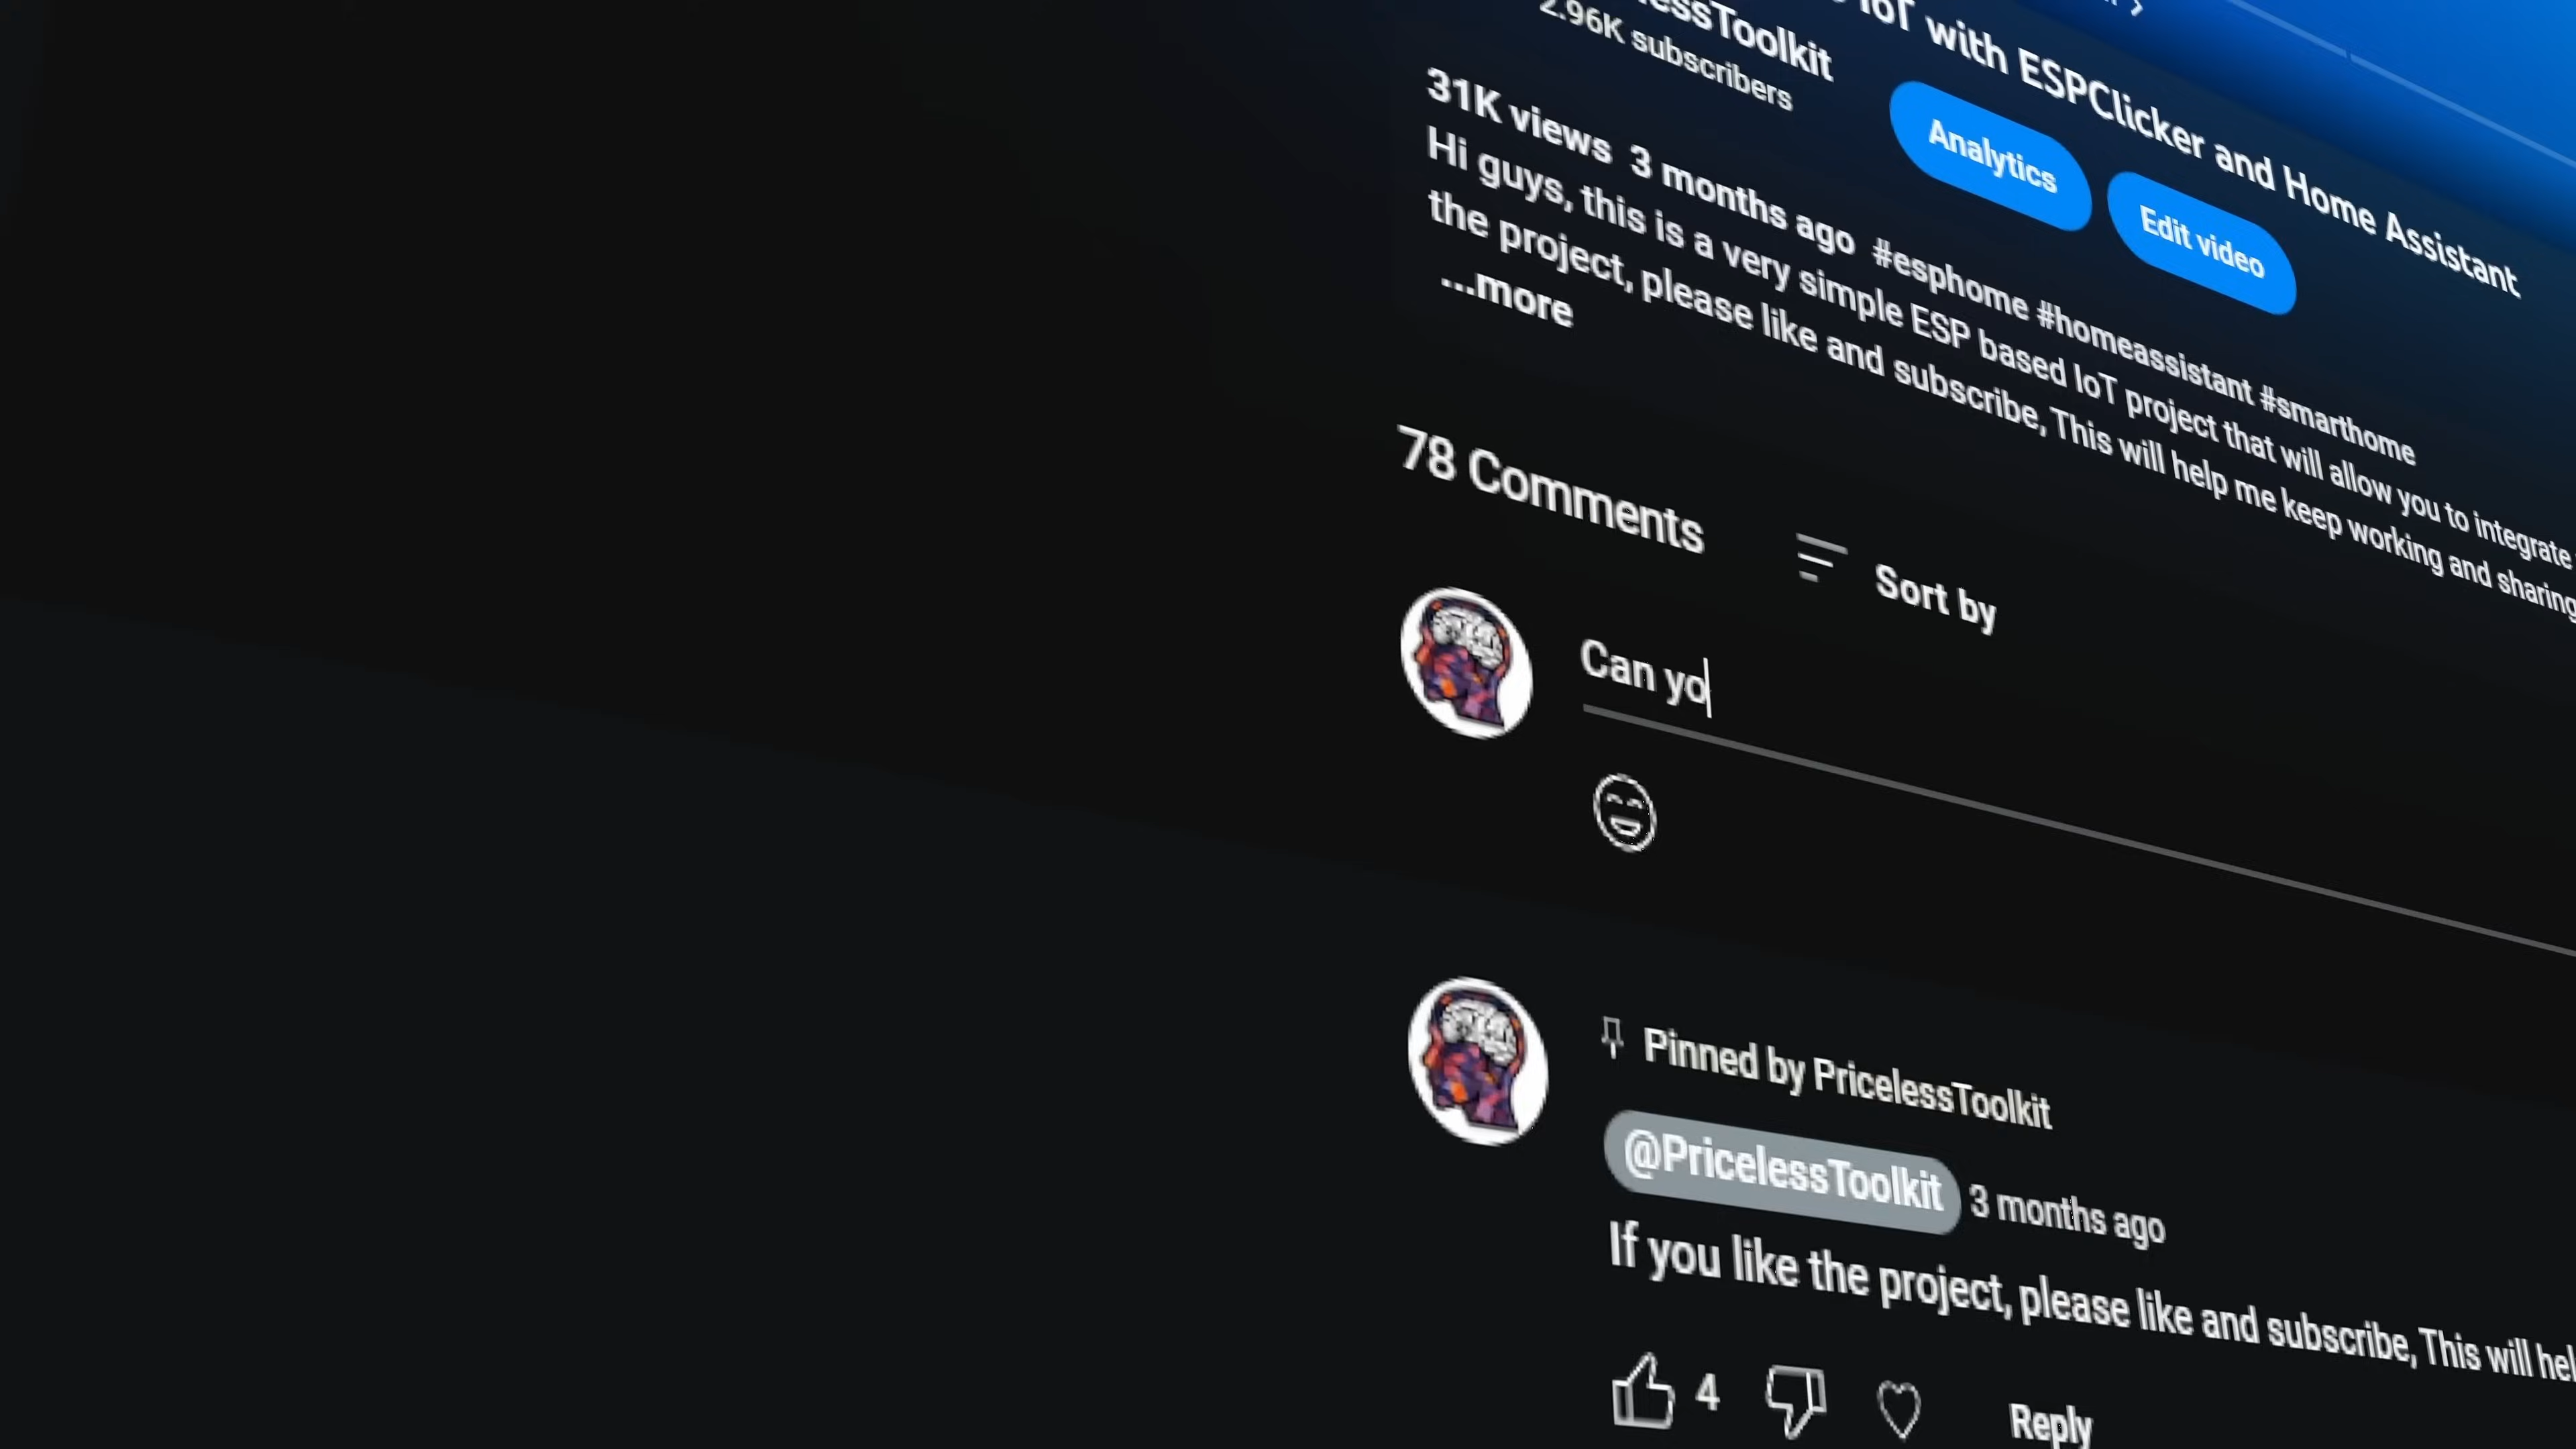 IoT with ESPClicker and Home Assistant
lessToolkit
2.96K subscribers
Analytics
Edit video
31K views 3 months ago #esphome #homeassistant #smarthome
Hi guys, this is a very simple ESP based IoT project that will allow you to integrate
the project, please like and subscribe, This will help me keep working and sharing
...more
78 Comments
Sort by
Can yo
Pinned by PricelessToolkit
@PricelessToolkit 3 months ago
If you like the project, please like and subscribe, This will hel
4
Reply